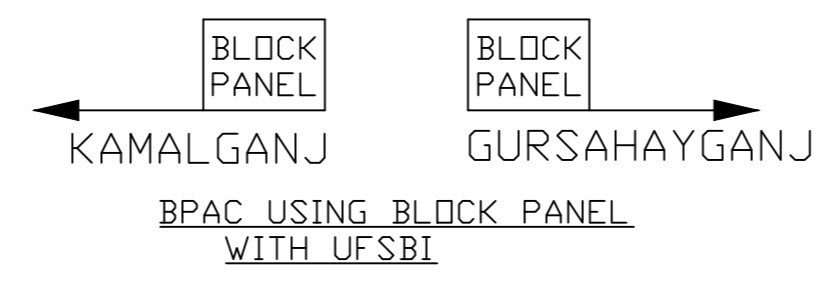 BLOCK
PANEL
BLOCK
PANEL
KAMALGANJ
GURSAHAYGANJ
BPAC USING BLOCK PANEL
WITH UFSBI